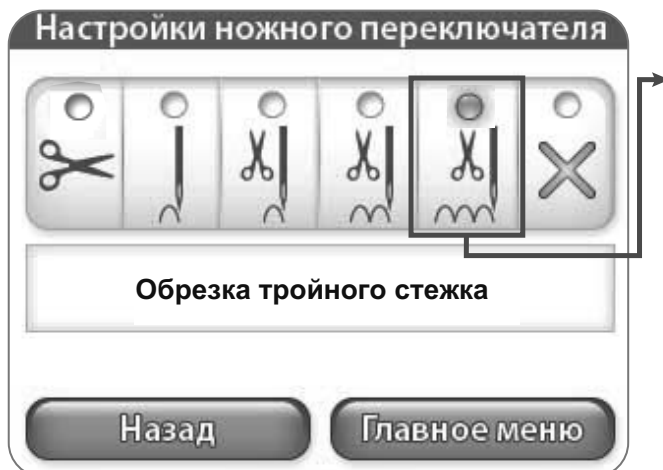 Настройки ножного переключателя
Обрезка тройного стежка
Назад
Главное меню